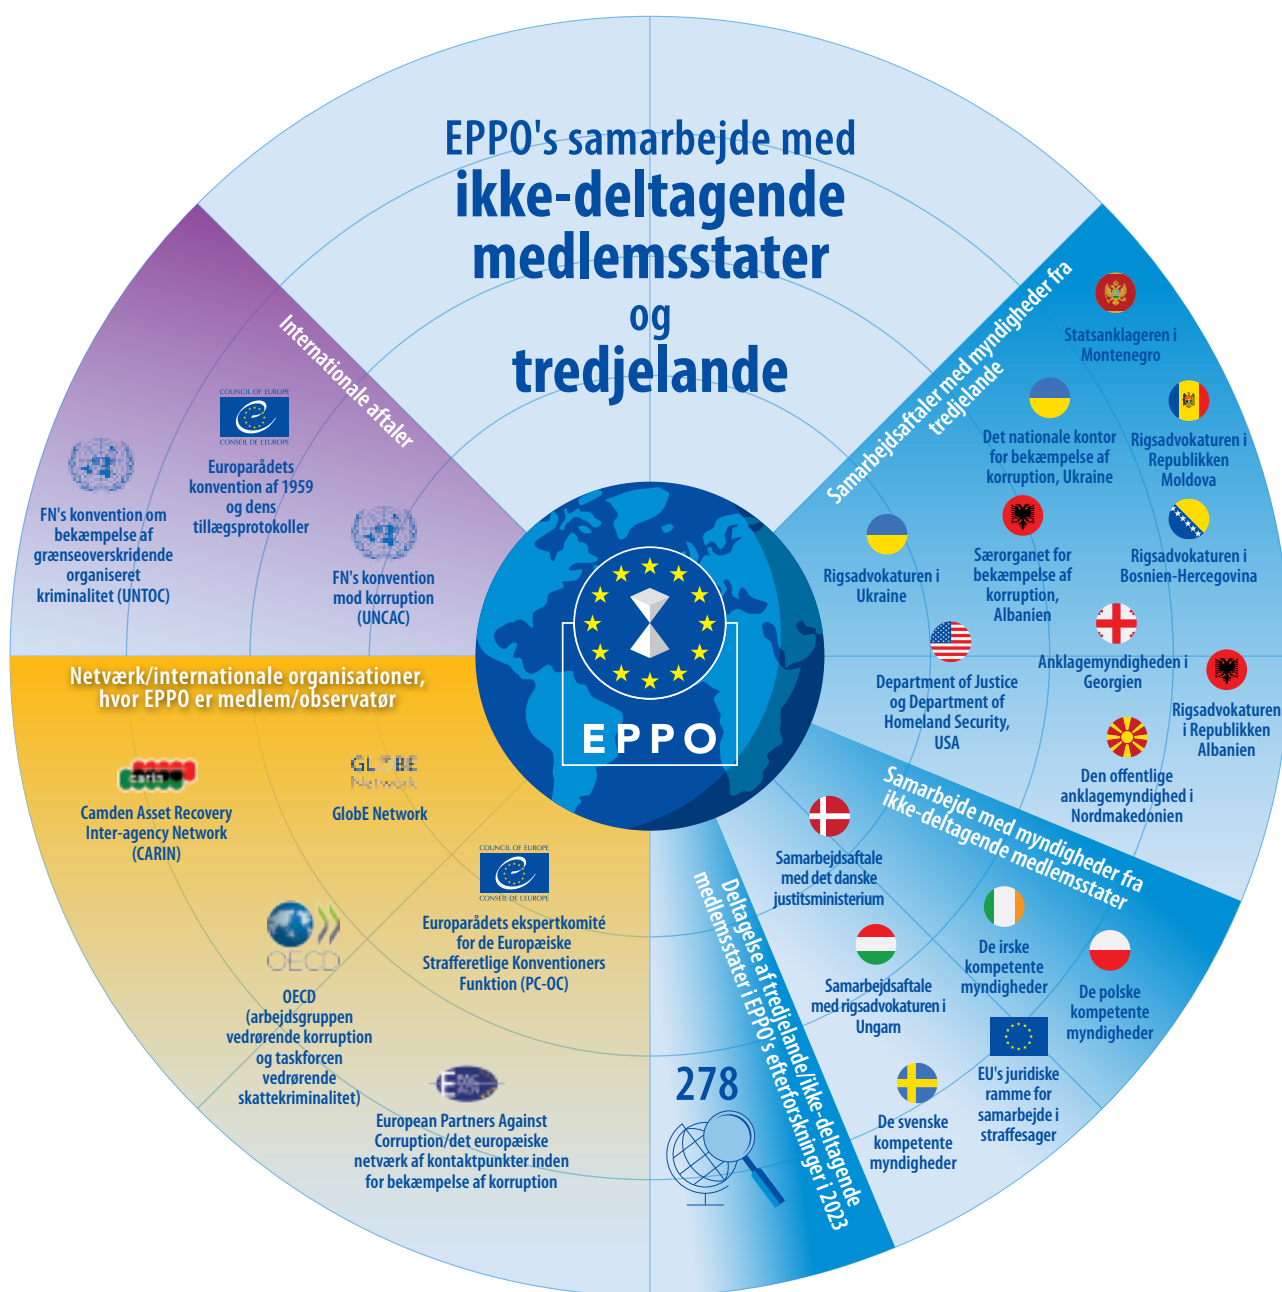 EPPO's samarbejde med
ikke-deltagende
medlemsstater
og
tredjelande
Internationale aftaler
COUNCIL OF EUROPE
CONSEIL DE L'EUROPE
Europarådets
konvention af 1959
og dens
tillægsprotokoller
FN's konvention om
bekæmpelse af
grænseoverskridende
organiseret
kriminalitet (UNTOC)
FN's konvention
mod korruption
(UNCAC)
Samarbejdsaftaler med myndigheder fra
tredjelande
Statsanklageren i
Montenegro
Det nationale kontor
for bekæmpelse af
korruption, Ukraine
Rigsadvokaturen i
Republikken
Moldova
Rigsadvokaturen i
Ukraine
Særorganet for
bekæmpelse af
korruption,
Albanien
Rigsadvokaturen i
Bosnien-Hercegovina
Department of Justice
og Department of
Homeland Security,
USA
Anklagemyndigheden i
Georgien
Rigsadvokaturen
i Republikken
Albanien
Den offentlige
anklagemyndighed i
Nordmakedonien
EPPO
Netværk/internationale organisationer,
hvor EPPO er medlem/observatør
carin
Camden Asset Recovery
Inter-agency Network
(CARIN)
GLOBE
Network
GlobE Network
COUNCIL OF EUROPE
CONSEIL DE L'EUROPE
Europarådets ekspertkomité
for de Europæiske
Strafferetlige Konventioners
Funktion (PC-OC)
OECD
OECD
(arbejdsgruppen
vedrørende korruption
og taskforcen
vedrørende
skattekriminalitet)
European Partners Against
Corruption/det europæiske
netværk af kontaktpunkter inden
for bekæmpelse af korruption
Deltagelse af tredjelande/ikke-deltagende
medlemsstater i EPPO's efterforskninger i 2023
278
Samarbejde med myndigheder fra
ikke-deltagende medlemsstater
Samarbejdsaftale
med det danske
justitsministerium
Samarbejdsaftale
med rigsadvokaturen i
Ungarn
De irske
kompetente
myndigheder
De polske
kompetente
myndigheder
De svenske
kompetente
myndigheder
EU's juridiske
ramme for
samarbejde i
straffesager